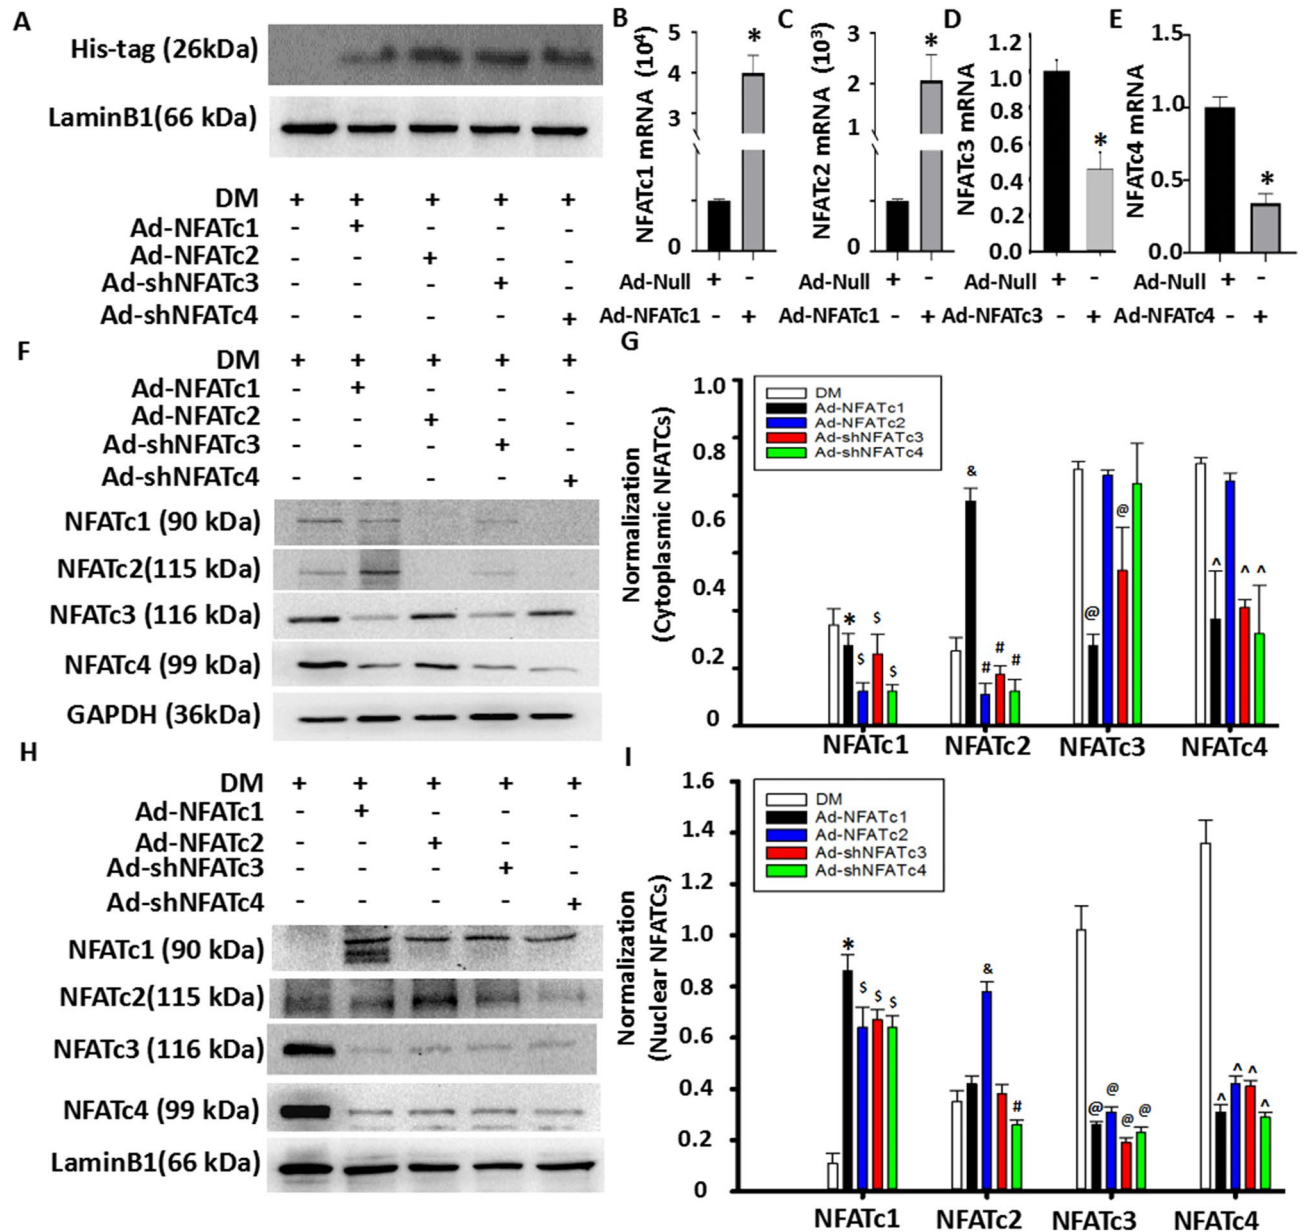 A
His-tag (26kDa)
LaminB1(66 kDa)
DM + + + + +
Ad-NFATc1 - + - - -
Ad-NFATc2 - - + - -
Ad-shNFATc3 - - - + -
Ad-shNFATc4 - - - - +
B
NFATc1 mRNA (10⁴)
5
4
3
0
*
Ad-Null + -
Ad-NFATc1 - +
C
NFATc2 mRNA (10³)
3
2
1
0
*
Ad-Null + -
Ad-NFATc1 - +
D
NFATc3 mRNA
1.2
1.0
0.8
0.6
0.4
0.2
0.0
*
Ad-Null + -
Ad-NFATc3 - +
E
NFATc4 mRNA
1.5
1.0
0.5
0.0
*
Ad-Null + -
Ad-NFATc4 - +
F
DM + + + + +
Ad-NFATc1 - + - - -
Ad-NFATc2 - - + - -
Ad-shNFATc3 - - - + -
Ad-shNFATc4 - - - - +
NFATc1 (90 kDa)
NFATc2(115 kDa)
NFATc3 (116 kDa)
NFATc4 (99 kDa)
GAPDH (36kDa)
G
Normalization
(Cytoplasmic NFATCs)
1.0
0.8
0.6
0.4
0.2
0
DM
Ad-NFATc1
Ad-NFATc2
Ad-shNFATc3
Ad-shNFATc4
* $ $ $
& # # #
@ @
^ ^ ^
NFATc1 NFATc2 NFATc3 NFATc4
H
DM + + + + +
Ad-NFATc1 - + - - -
Ad-NFATc2 - - + - -
Ad-shNFATc3 - - - + -
Ad-shNFATc4 - - - - +
NFATc1 (90 kDa)
NFATc2(115 kDa)
NFATc3 (116 kDa)
NFATc4 (99 kDa)
LaminB1(66 kDa)
I
Normalization
(Nuclear NFATCs)
1.6
1.4
1.2
1.0
0.8
0.6
0.4
0.2
0
DM
Ad-NFATc1
Ad-NFATc2
Ad-shNFATc3
Ad-shNFATc4
* $ $ $
& #
@ @ @ @
^ ^ ^ ^
NFATc1 NFATc2 NFATc3 NFATc4